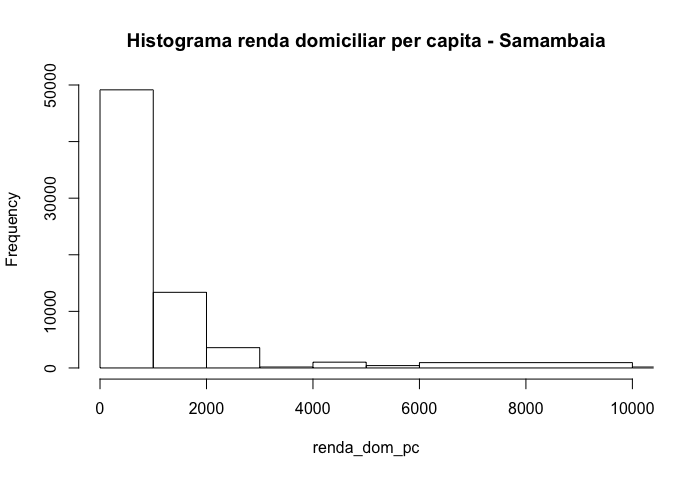 Histograma renda domiciliar per capita - Samambaia
Frequency
50000
30000
10000
0
0 2000 4000 6000 8000 10000
renda_dom_pc